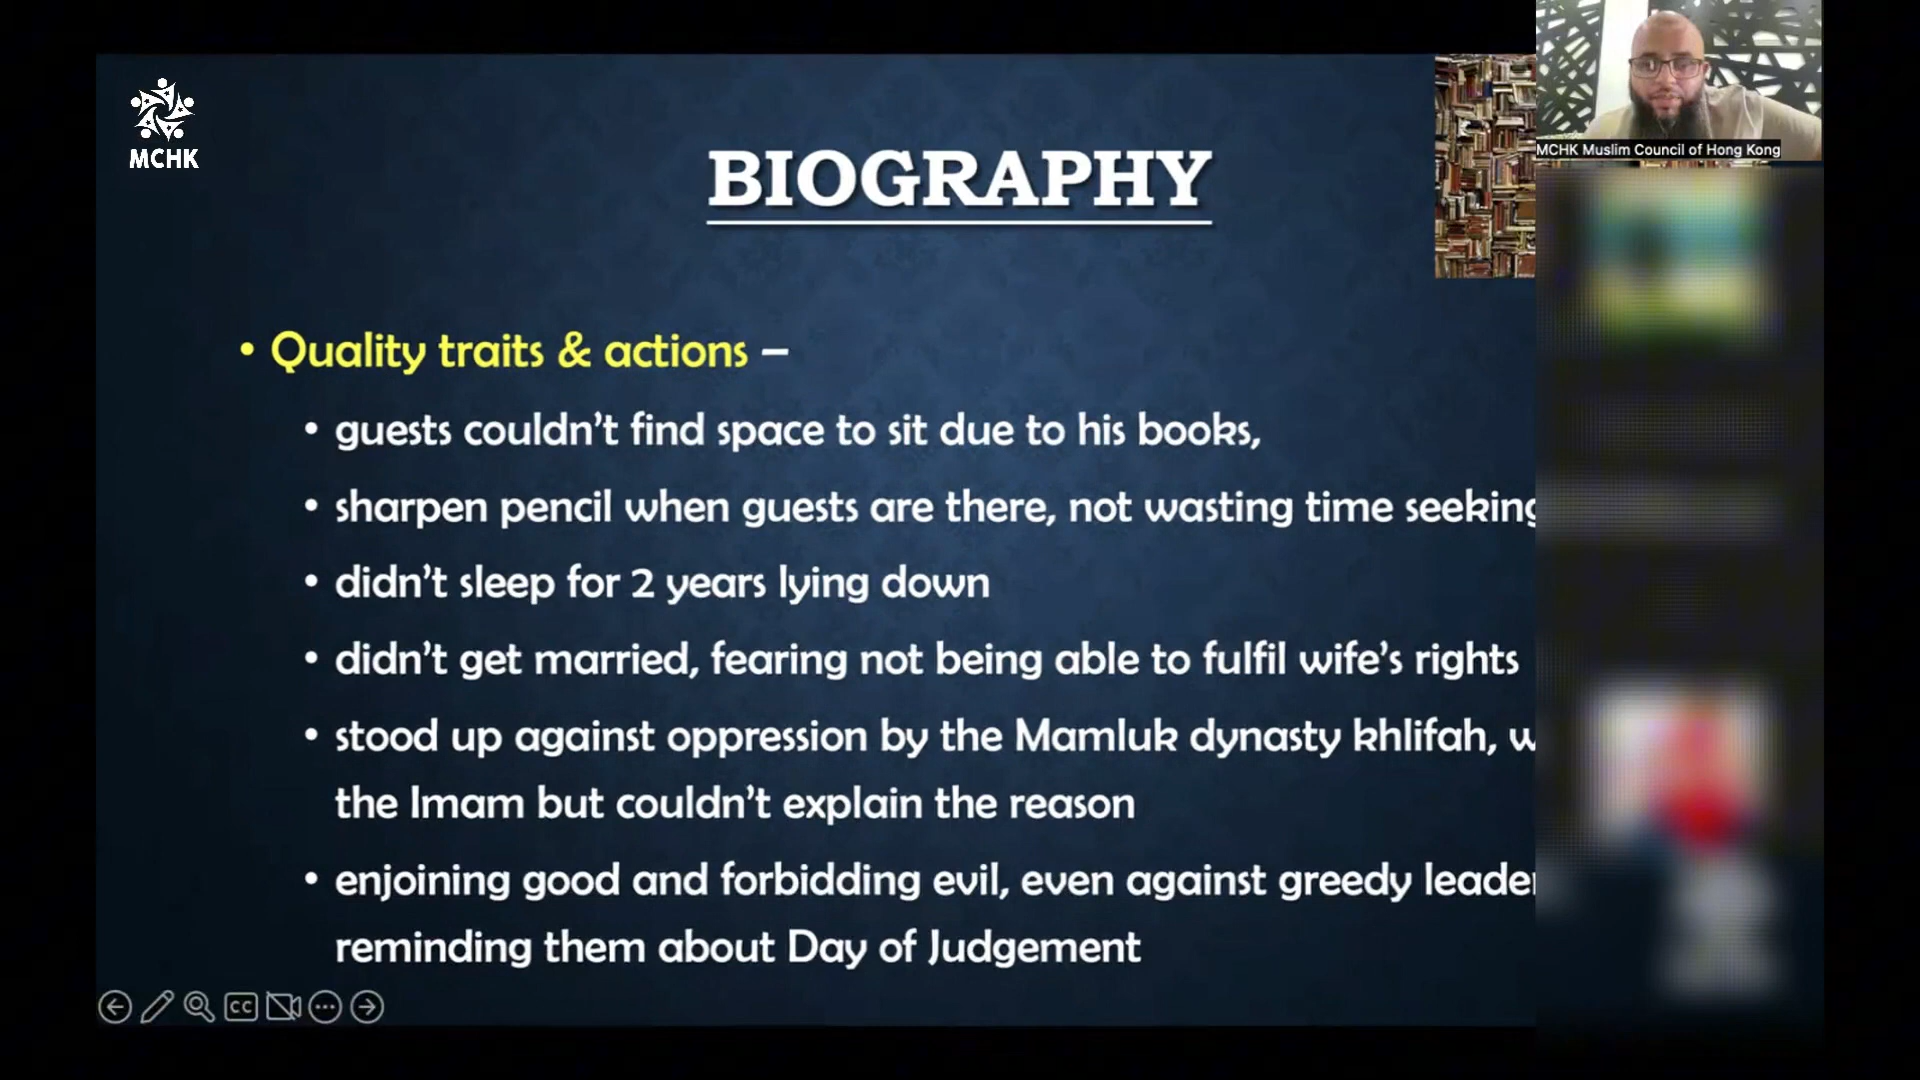 MCHK
MCHK Muslim Council of Hong Kong
BIOGRAPHY
• Quality traits & actions –
• guests couldn't find space to sit due to his books,
• sharpen pencil when guests are there, not wasting time seeking
• didn't sleep for 2 years lying down
• didn't get married, fearing not being able to fulfil wife's rights
• stood up against oppression by the Mamluk dynasty khlifah,
the Imam but couldn't explain the reason
• enjoining good and forbidding evil, even against greedy
reminding them about Day of Judgement
CC